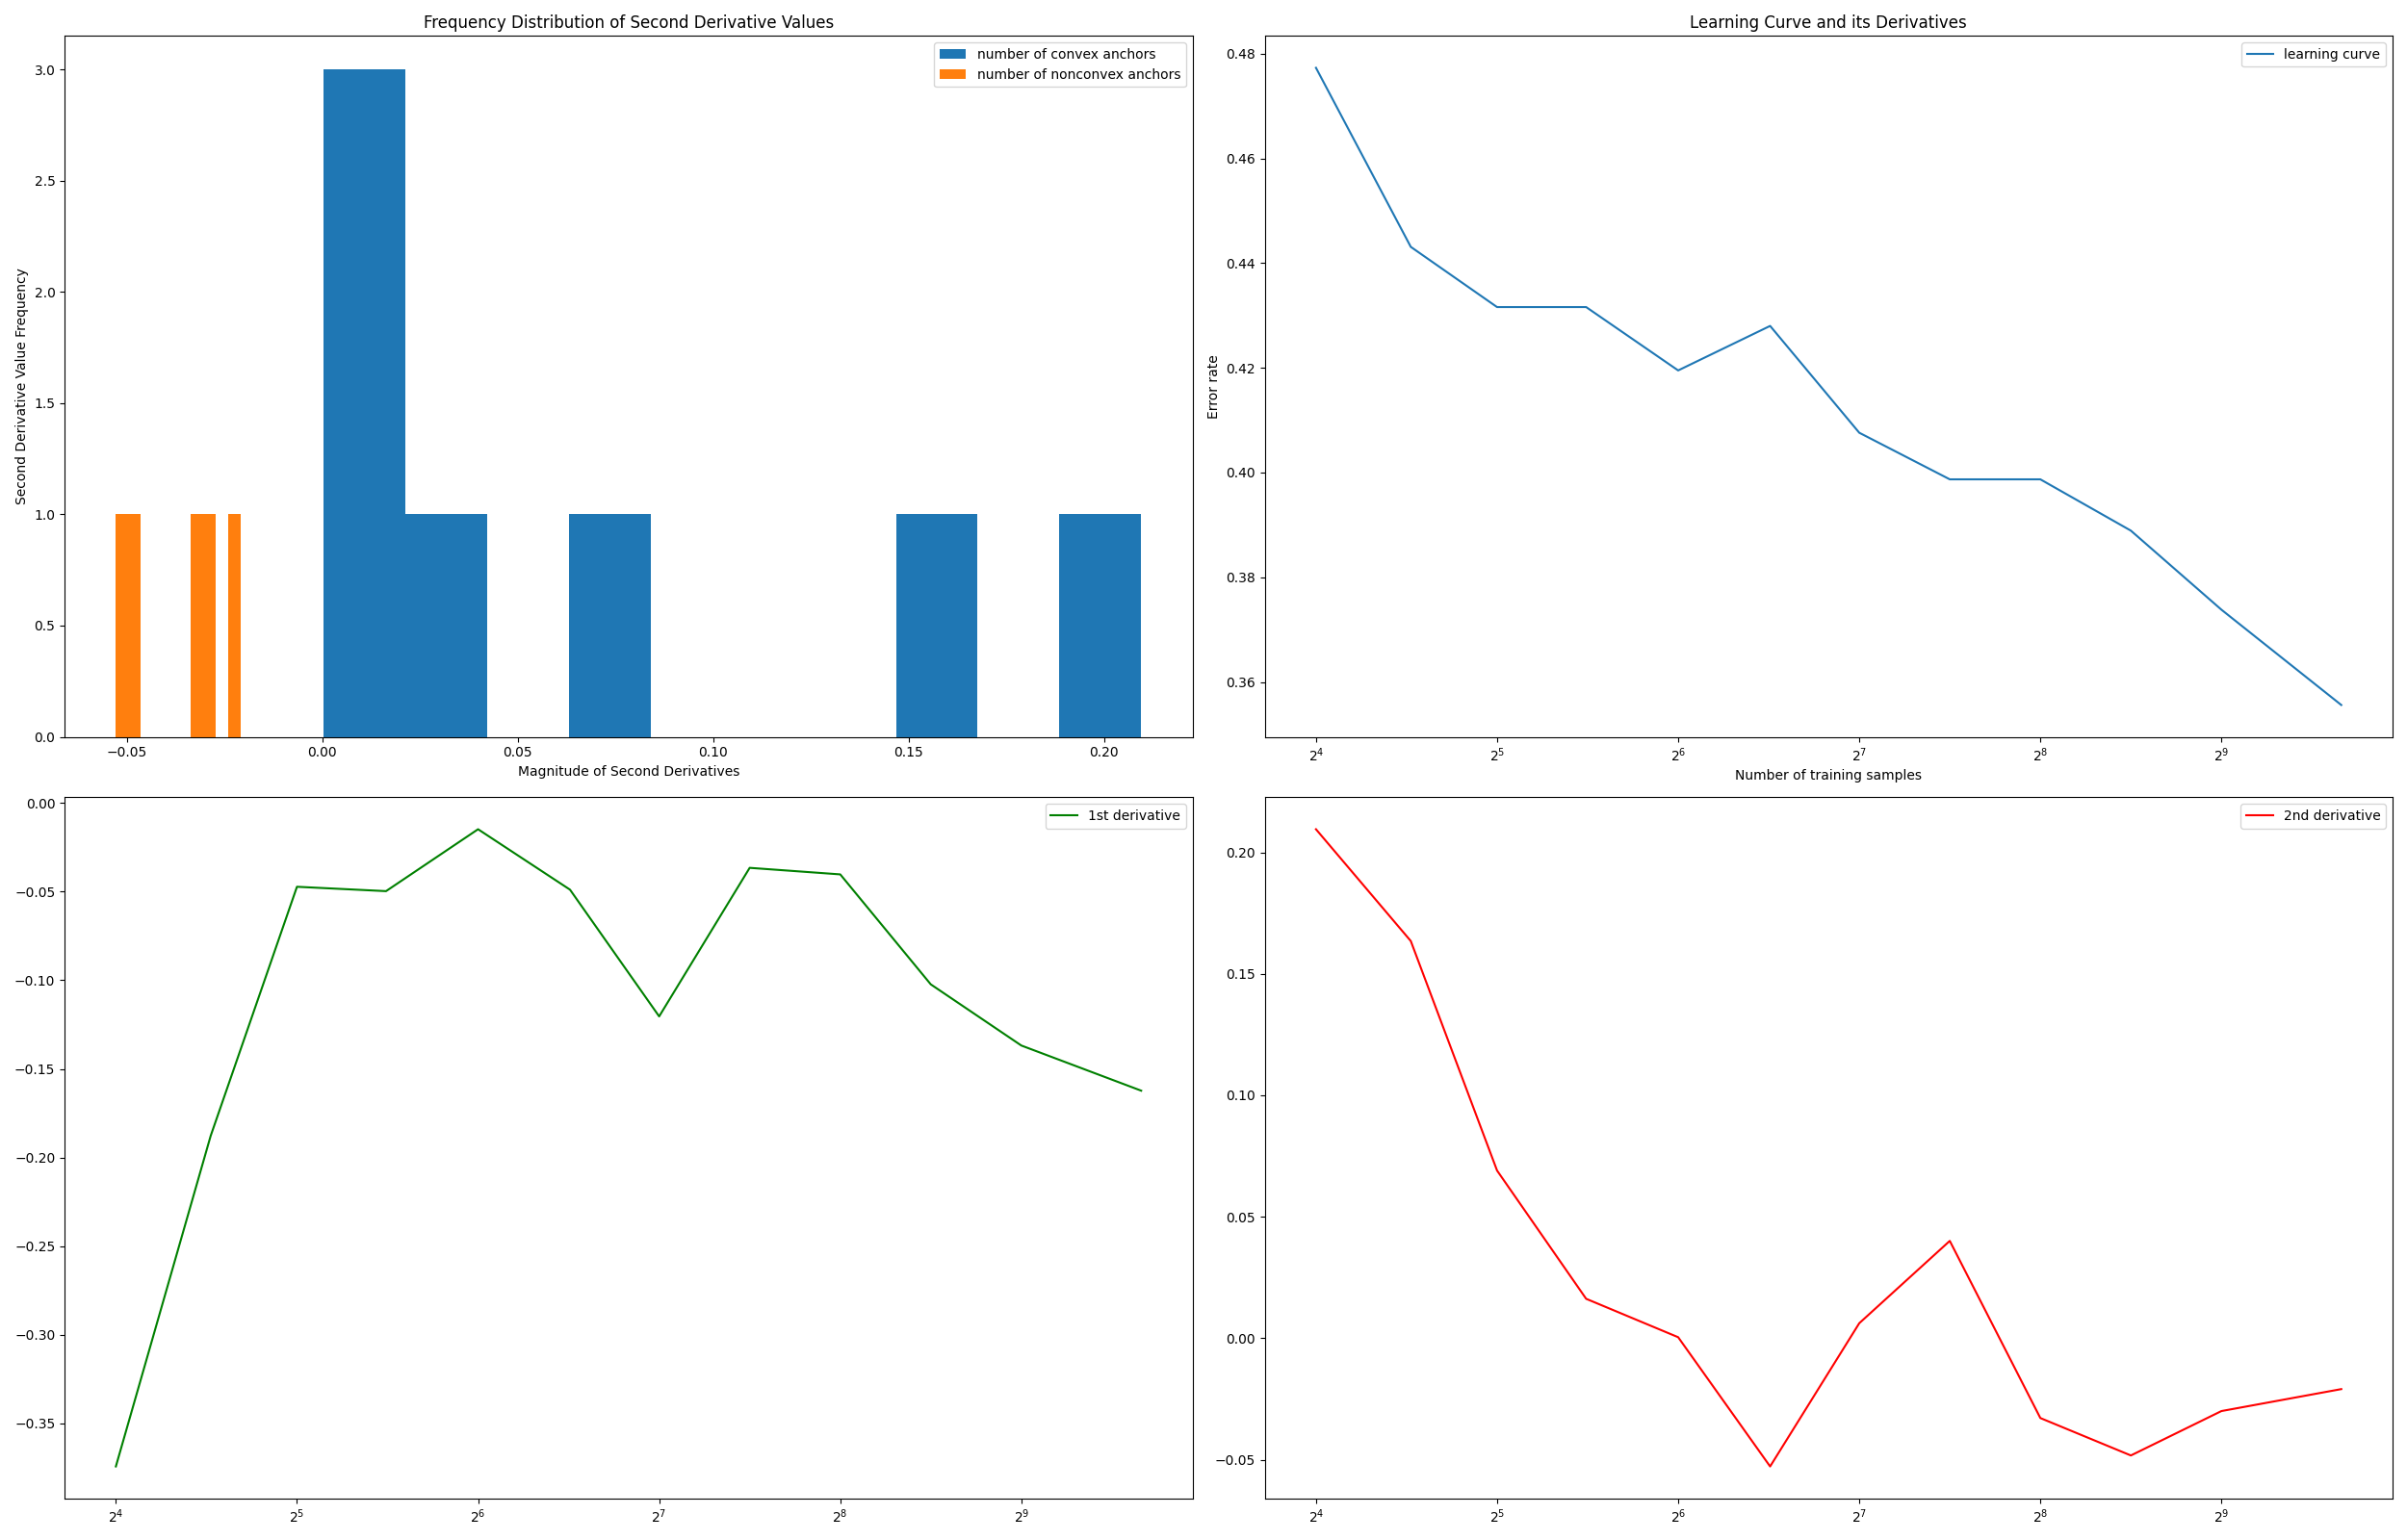 Frequency Distribution of Second Derivative Values
number of convex anchors
number of nonconvex anchors
Second Derivative Value Frequency
3.0
2.5
2.0
1.5
1.0
0.5
0.0
−0.05 0.00 0.05 0.10 0.15 0.20
Magnitude of Second Derivatives
Learning Curve and its Derivatives
learning curve
Error rate
0.48
0.46
0.44
0.42
0.40
0.38
0.36
2⁴ 2⁵ 2⁶ 2⁷ 2⁸ 2⁹
Number of training samples
1st derivative
0.00
−0.05
−0.10
−0.15
−0.20
−0.25
−0.30
−0.35
2⁴ 2⁵ 2⁶ 2⁷ 2⁸ 2⁹
2nd derivative
0.20
0.15
0.10
0.05
0.00
−0.05
2⁴ 2⁵ 2⁶ 2⁷ 2⁸ 2⁹